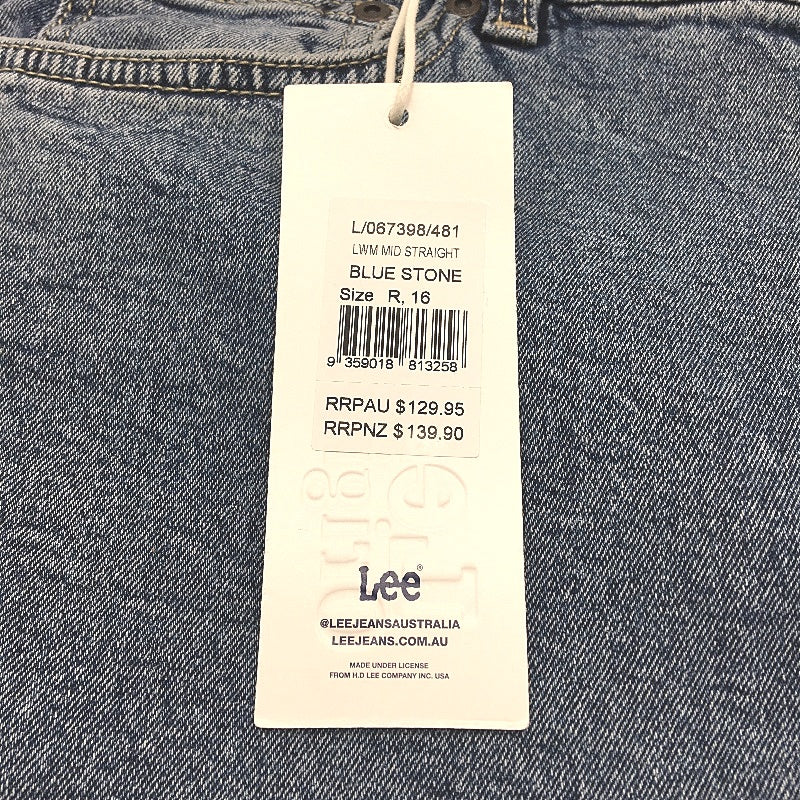 L/067398/481
LWM MID STRAIGHT
BLUE STONE
Size R, 16
9 359018 813258
RRPAU $129.95
RRPNZ $139.90
Lee®
@LEEJEANSAUSTRALIA
LEEJEANS.COM.AU
MADE UNDER LICENSE
FROM H.D LEE COMPANY INC. USA